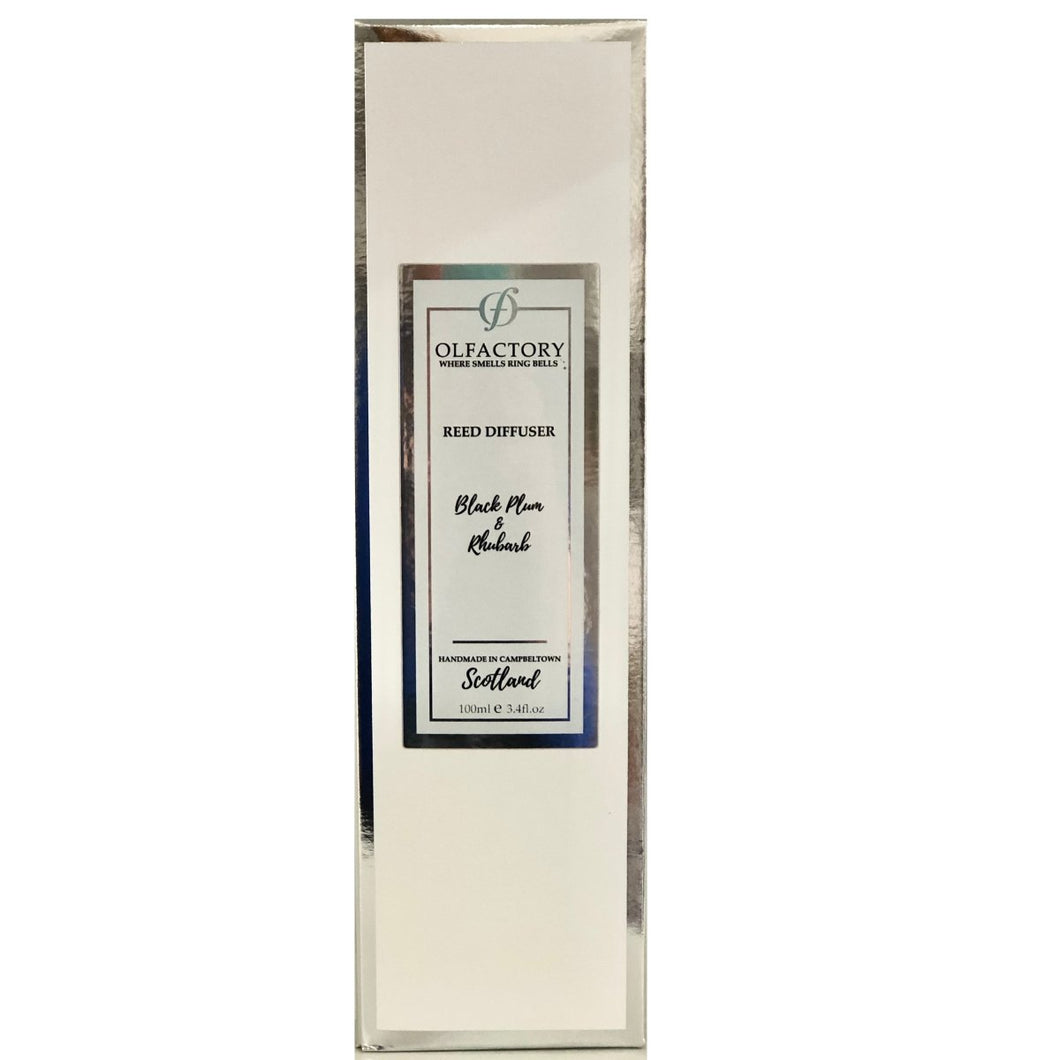 OLFACTORY
WHERE SMELLS RING BELLS
REED DIFFUSER
Black Plum
&
Rhubarb
HANDMADE IN CAMPBELTOWN
Scotland
100ml e 3.4fl.oz